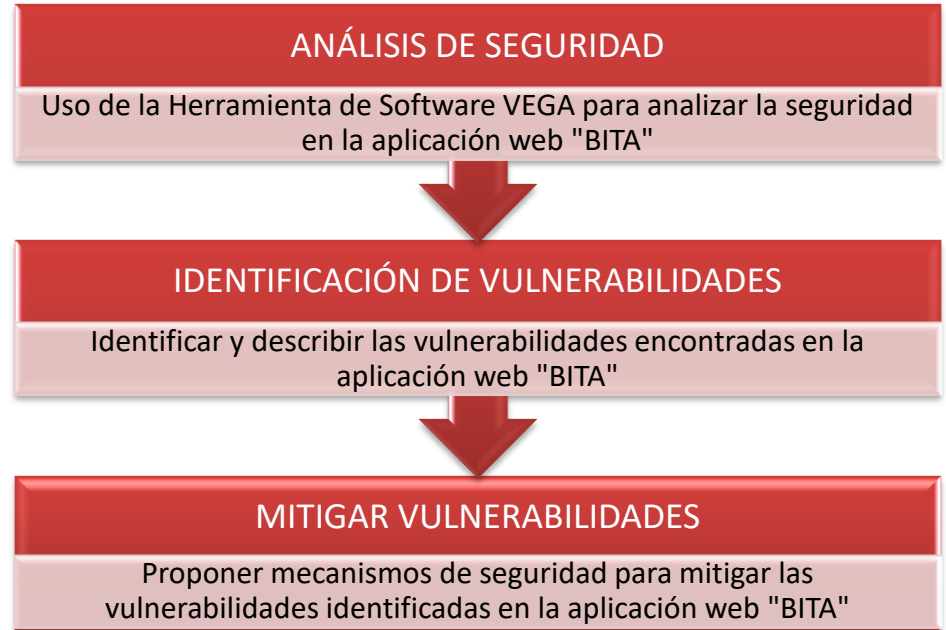 ANÁLISIS DE SEGURIDAD
Uso de la Herramienta de Software VEGA para analizar la seguridad
en la aplicación web "BITA"
IDENTIFICACIÓN DE VULNERABILIDADES
Identificar y describir las vulnerabilidades encontradas en la
aplicación web "BITA"
MITIGAR VULNERABILIDADES
Proponer mecanismos de seguridad para mitigar las
vulnerabilidades identificadas en la aplicación web "BITA"